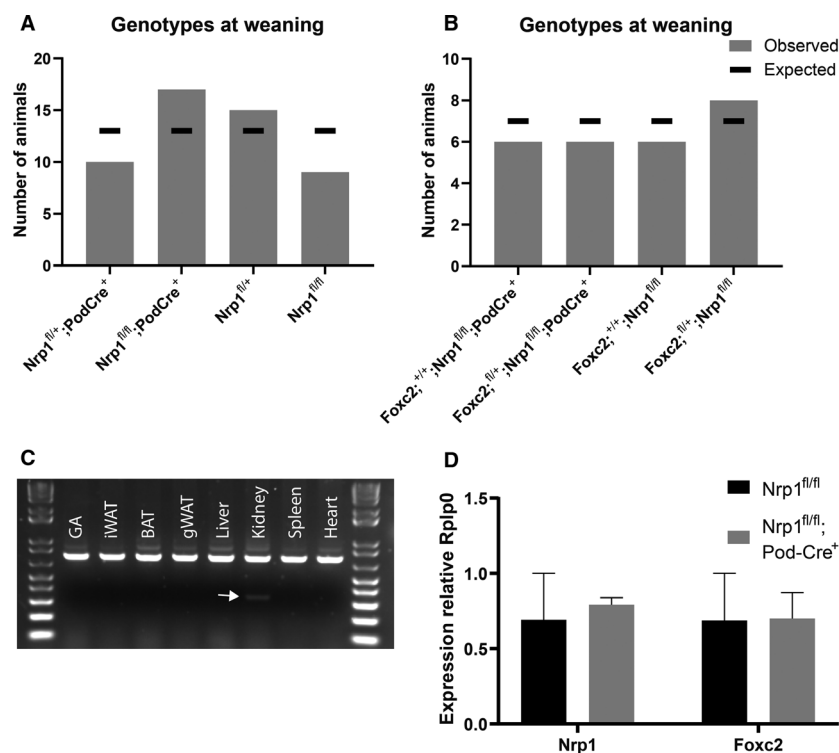 A
Genotypes at weaning
Number of animals
20
15
10
5
0
Nrp1fl/+;PodCre+
Nrp1fl/fl;PodCre+
Nrp1fl/+
Nrp1fl/fl
B
Genotypes at weaning
Observed
Expected
Number of animals
10
8
6
4
2
0
Foxc2;+/+;Nrp1fl/fl;PodCre+
Foxc2;fl/+;Nrp1fl/fl;PodCre+
Foxc2;+/+;Nrp1fl/fl
Foxc2;fl/+;Nrp1fl/fl
C
GA
iWAT
BAT
gWAT
Liver
Kidney
Spleen
Heart
D
Nrp1fl/fl
Nrp1fl/fl;
Pod-Cre+
Expression relative Rplp0
1.5
1.0
0.5
0.0
Nrp1
Foxc2